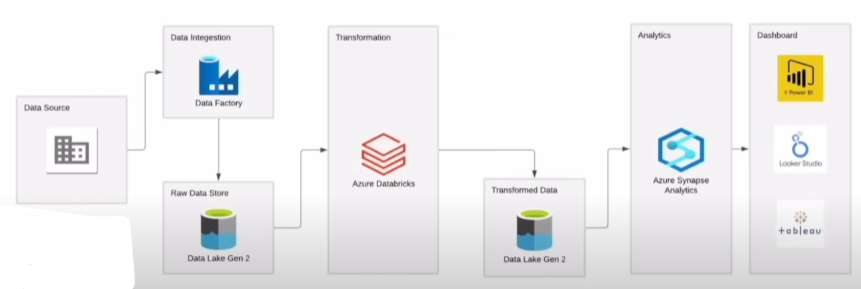 Data Source
Data Integestion
Data Factory
Raw Data Store
Data Lake Gen 2
Transformation
Azure Databricks
Transformed Data
Data Lake Gen 2
Analytics
Azure Synapse
Analytics
Dashboard
Power BI
Looker Studio
+ableau